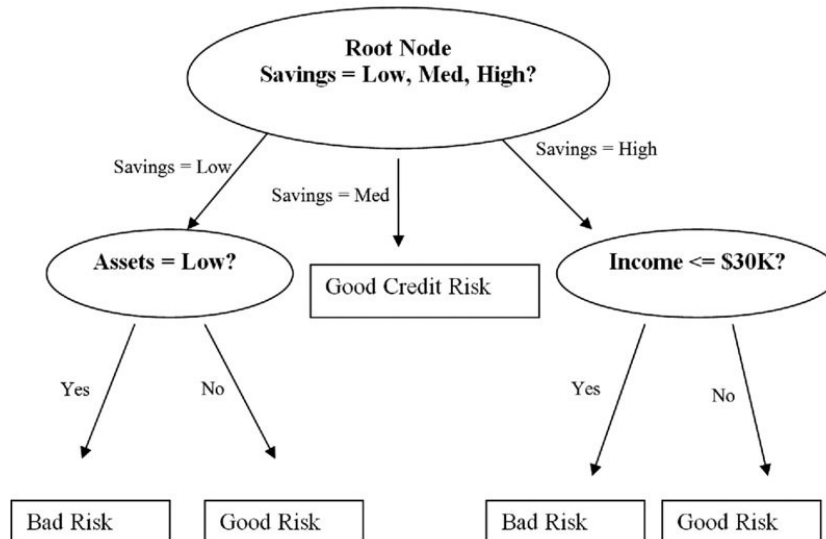 Root Node
Savings = Low, Med, High?
Savings = Low
Savings = Med
Savings = High
Assets = Low?
Good Credit Risk
Income <= $30K?
Yes
No
Yes
No
Bad Risk
Good Risk
Bad Risk
Good Risk